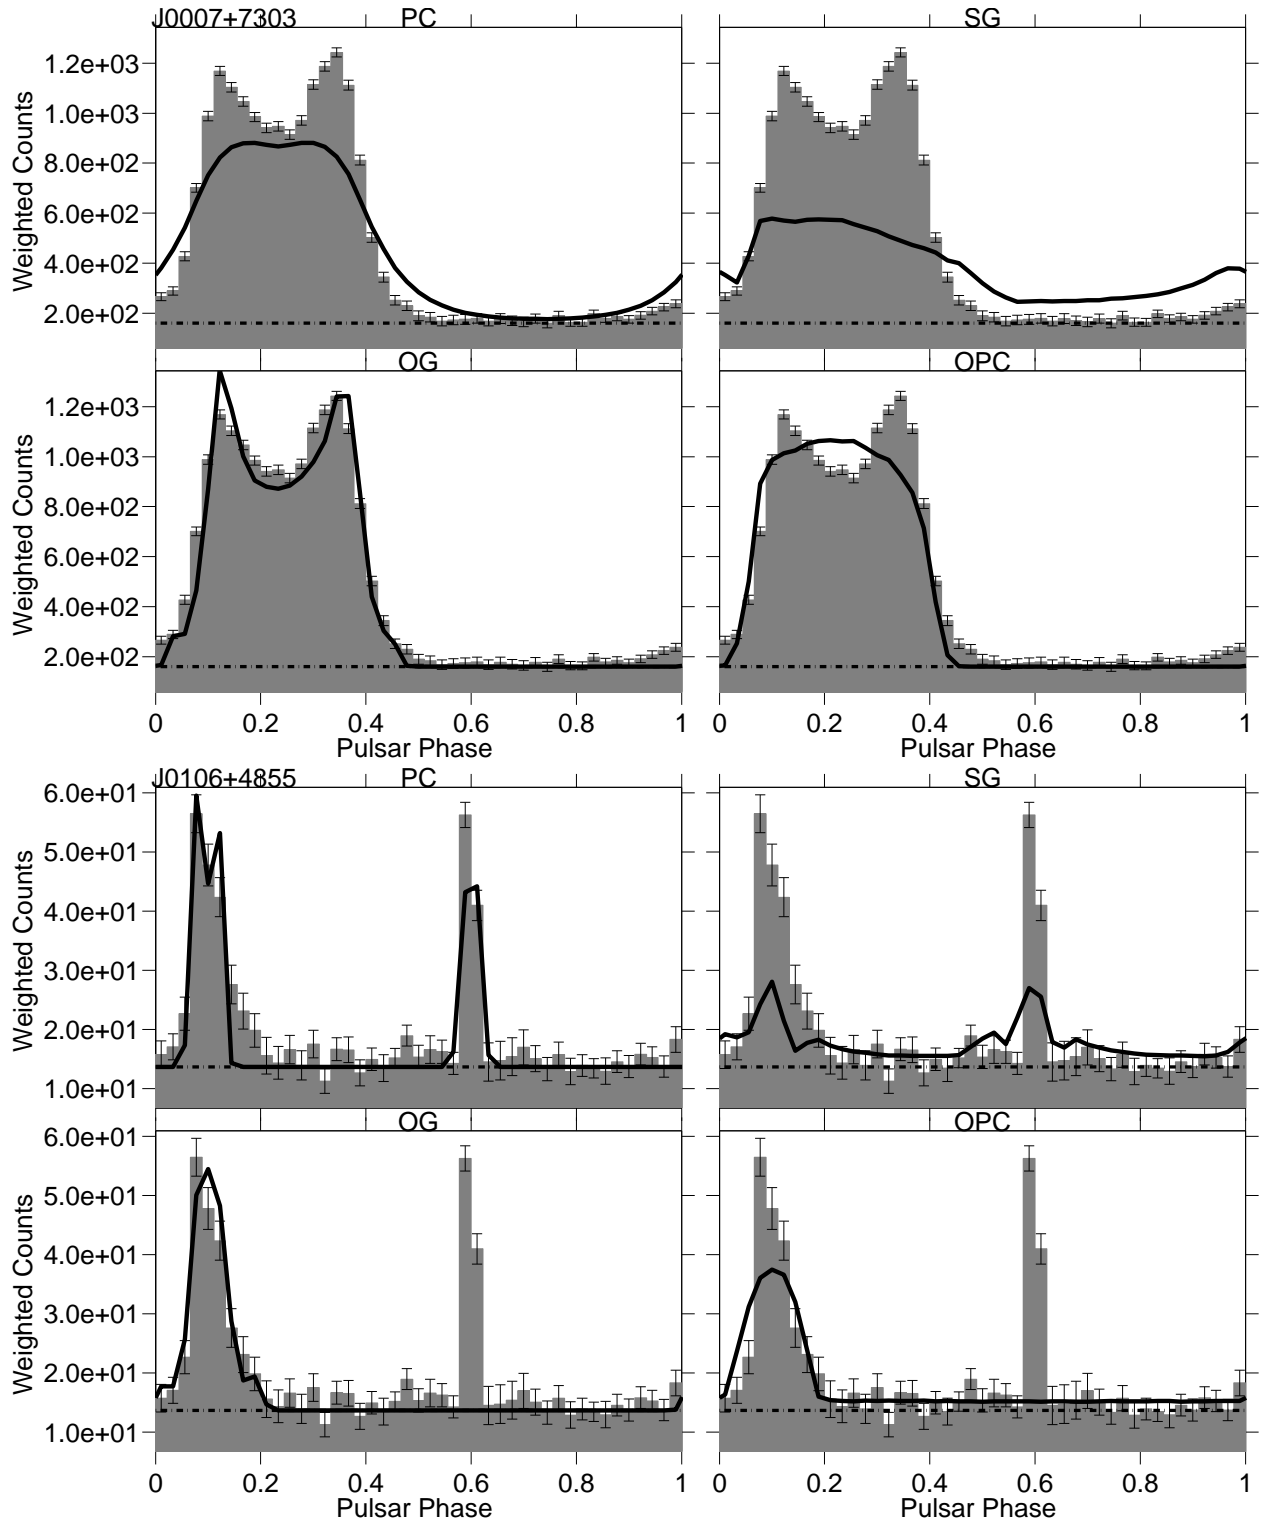 J0007+7303 PC SG
1.2e+03
1.0e+03
8.0e+02
6.0e+02
4.0e+02
2.0e+02
Weighted Counts
OG OPC
1.2e+03
1.0e+03
8.0e+02
6.0e+02
4.0e+02
2.0e+02
Weighted Counts
0 0.2 0.4 0.6 0.8 1 0 0.2 0.4 0.6 0.8 1
Pulsar Phase Pulsar Phase
J0106+4855 PC SG
6.0e+01
5.0e+01
4.0e+01
3.0e+01
2.0e+01
1.0e+01
Weighted Counts
OG OPC
6.0e+01
5.0e+01
4.0e+01
3.0e+01
2.0e+01
1.0e+01
Weighted Counts
0 0.2 0.4 0.6 0.8 1 0 0.2 0.4 0.6 0.8 1
Pulsar Phase Pulsar Phase